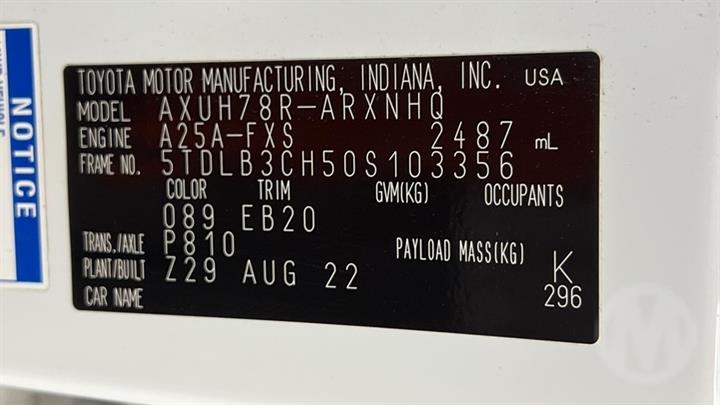 TOYOTA MOTOR MANUFACTURING, INDIANA, INC. USA
MODEL AXUH78R-ARXNHQ
ENGINE A25A-FXS 2487 mL
FRAME NO. 5TDLB3CH50S103356
COLOR TRIM GVM(KG) OCCUPANTS
089 EB20
TRANS./AXLE P810 PAYLOAD MASS(KG) K
PLANT/BUILT Z29 AUG 22
CAR NAME 296
NOTICE
M